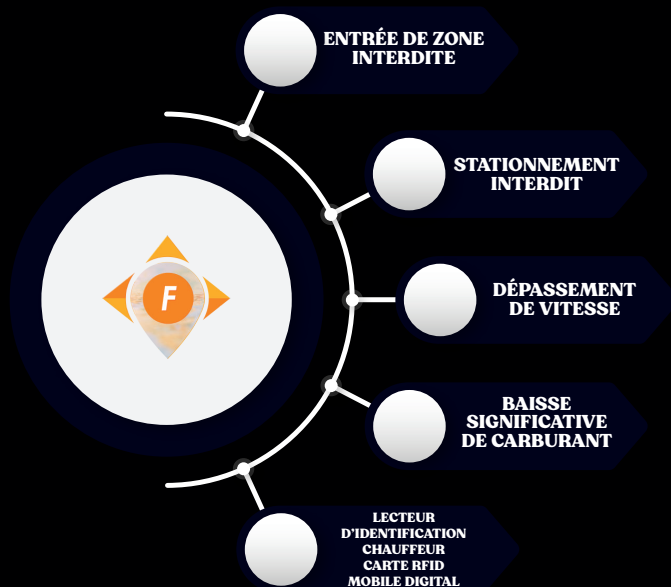 ENTRÉE DE ZONE
INTERDITE
STATIONNEMENT
INTERDIT
DÉPASSEMENT
DE VITESSE
F
BAISSE
SIGNIFICATIVE
DE CARBURANT
LECTEUR
D'IDENTIFICATION
CHAUFFEUR
CARTE RFID
MOBILE DIGITAL